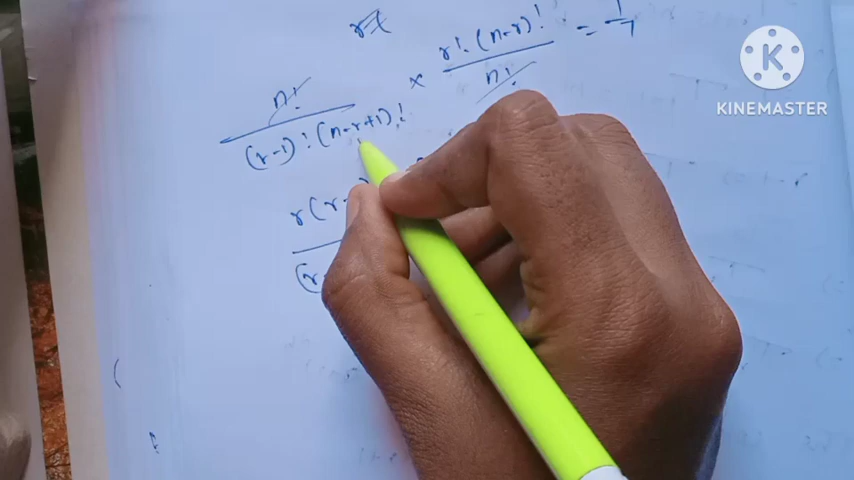 n! / (r-1)! (n-r+1)! × r! (n-r)! / n! = 1/7
r(r-
(r
KINEMASTER